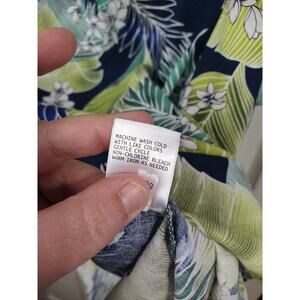 MACHINE WASH COLD
WITH LIKE COLORS
GENTLE CYCLE
NON-CHLORINE BLEACH
WARM IRON AS NEEDED